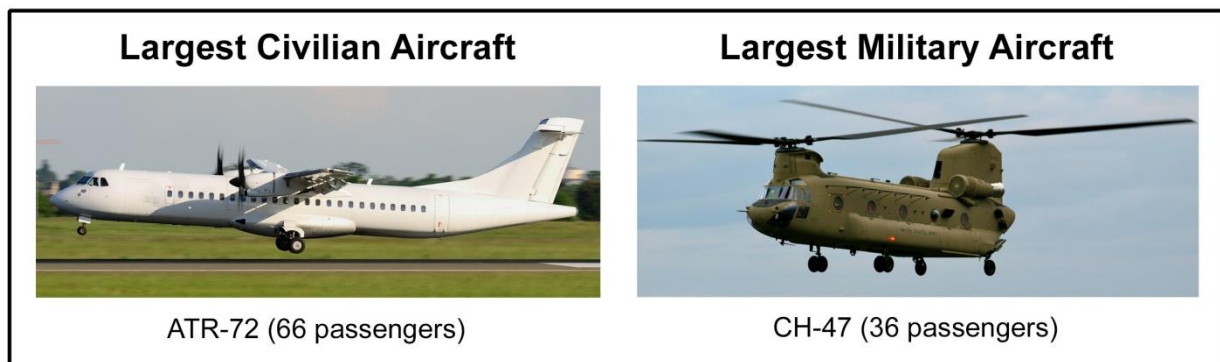 Largest Civilian Aircraft
Largest Military Aircraft
ATR-72 (66 passengers)
CH-47 (36 passengers)